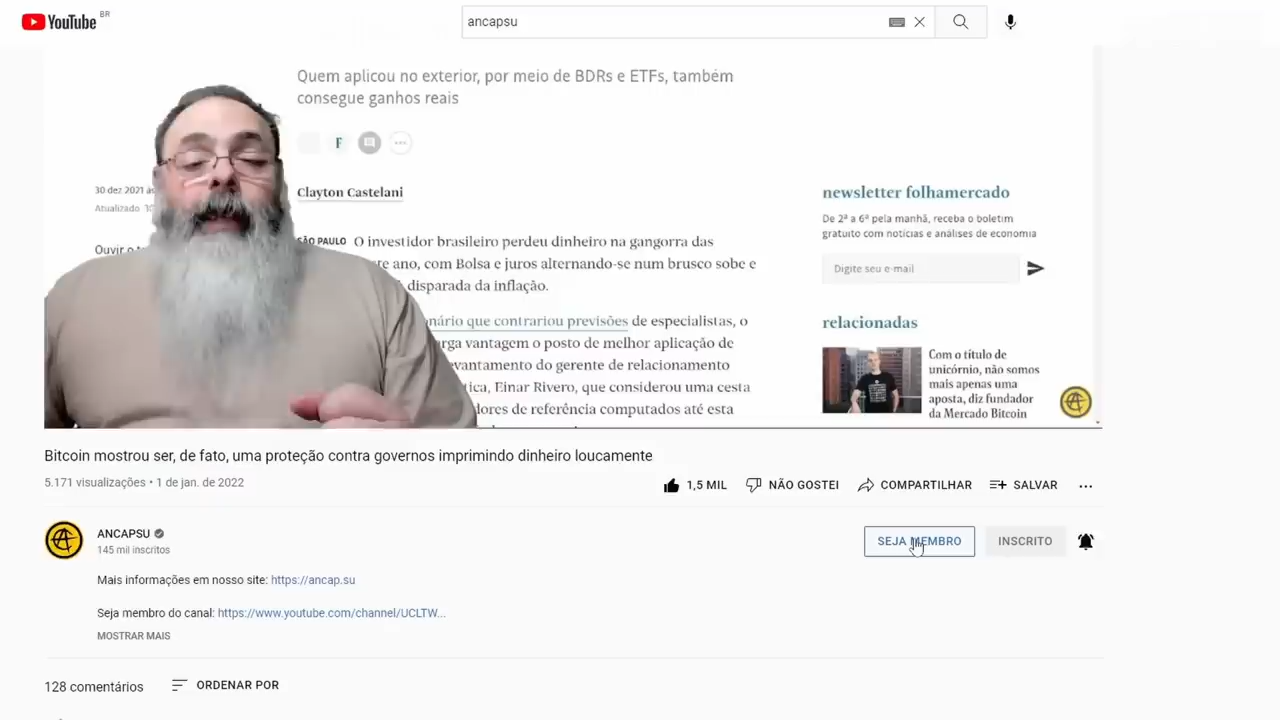 YouTube BR
ancapsu
Quem aplicou no exterior, por meio de BDRs e ETFs, também
consegue ganhos reais
F
Clayton Castelani
30 dez 2021 às
Atualizado 30
Ouvir o t
SÃO PAULO O investidor brasileiro perdeu dinheiro na gangorra das
te ano, com Bolsa e juros alternando-se num brusco sobe e
disparada da inflação.
nário que contrariou previsões de especialistas, o
rga vantagem o posto de melhor aplicação de
evantamento do gerente de relacionamento
tica, Einar Rivero, que considerou uma cesta
dores de referência computados até esta
newsletter folhamercado
De 2ª a 6ª pela manhã, receba o boletim
gratuito com notícias e análises de economia
Digite seu e-mail
relacionadas
Com o título de
unicórnio, não somos
mais apenas uma
aposta, diz fundador
da Mercado Bitcoin
Bitcoin mostrou ser, de fato, uma proteção contra governos imprimindo dinheiro loucamente
5.171 visualizações • 1 de jan. de 2022
1,5 MIL NÃO GOSTEI COMPARTILHAR SALVAR
ANCAPSU
145 mil inscritos
SEJA MEMBRO INSCRITO
Mais informações em nosso site: https://ancap.su
Seja membro do canal: https://www.youtube.com/channel/UCLTW...
MOSTRAR MAIS
128 comentários ORDENAR POR